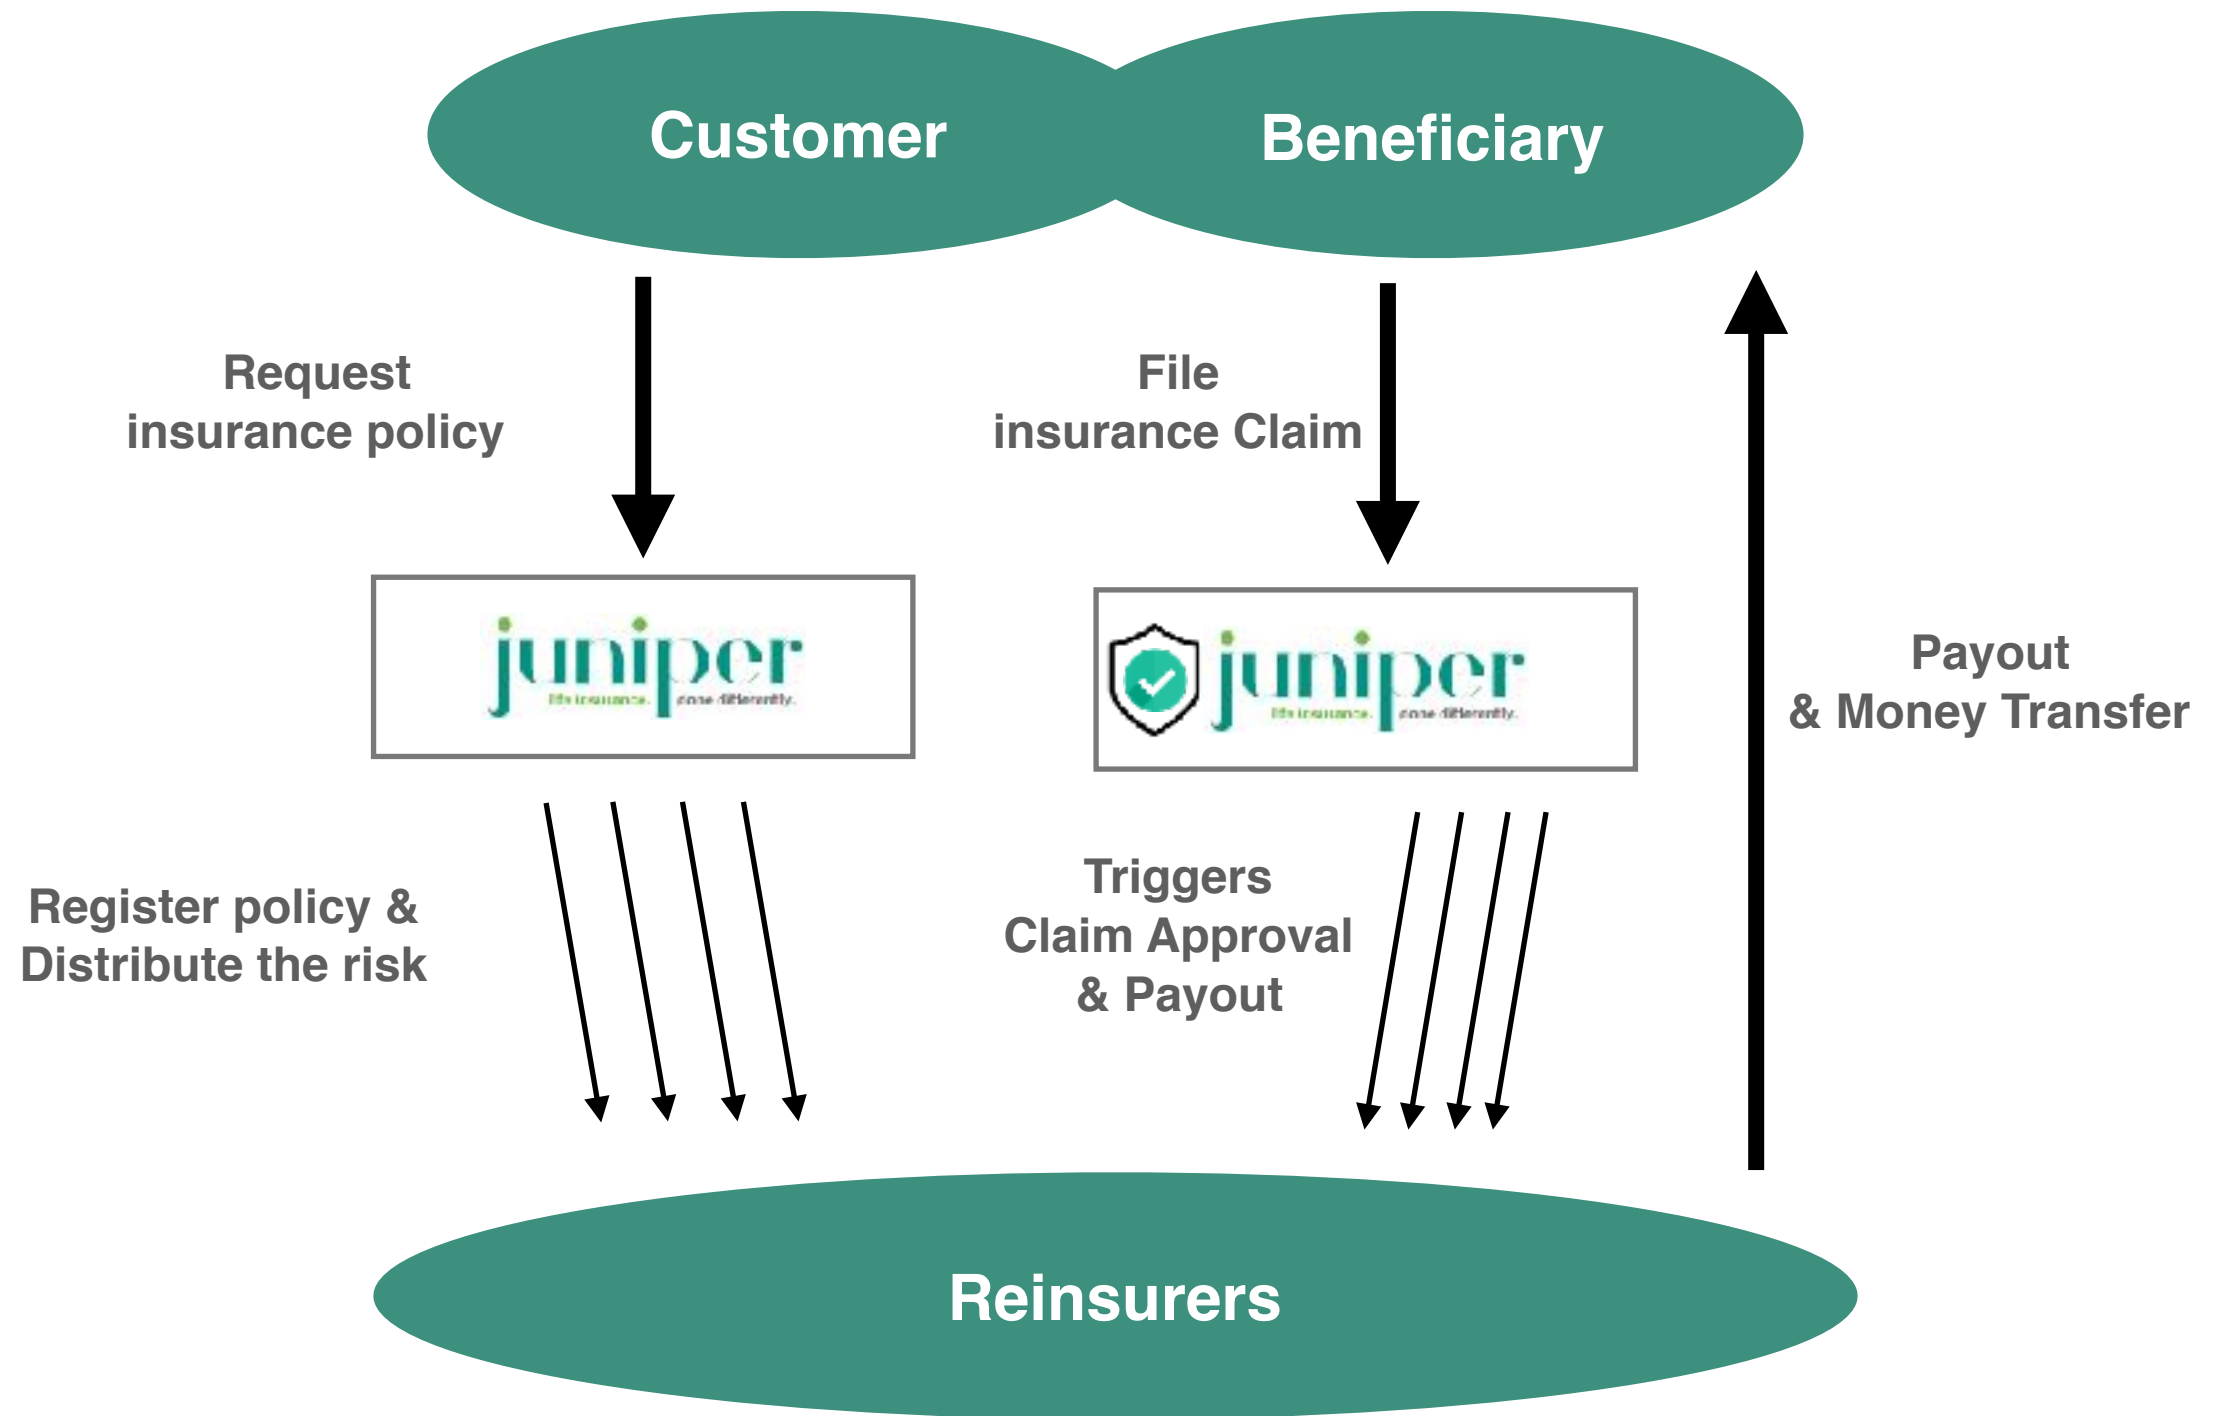 Customer
Beneficiary
Request
insurance policy
File
insurance Claim
juniper
life insurance. done differently.
juniper
life insurance. done differently.
Payout
& Money Transfer
Register policy &
Distribute the risk
Triggers
Claim Approval
& Payout
Reinsurers